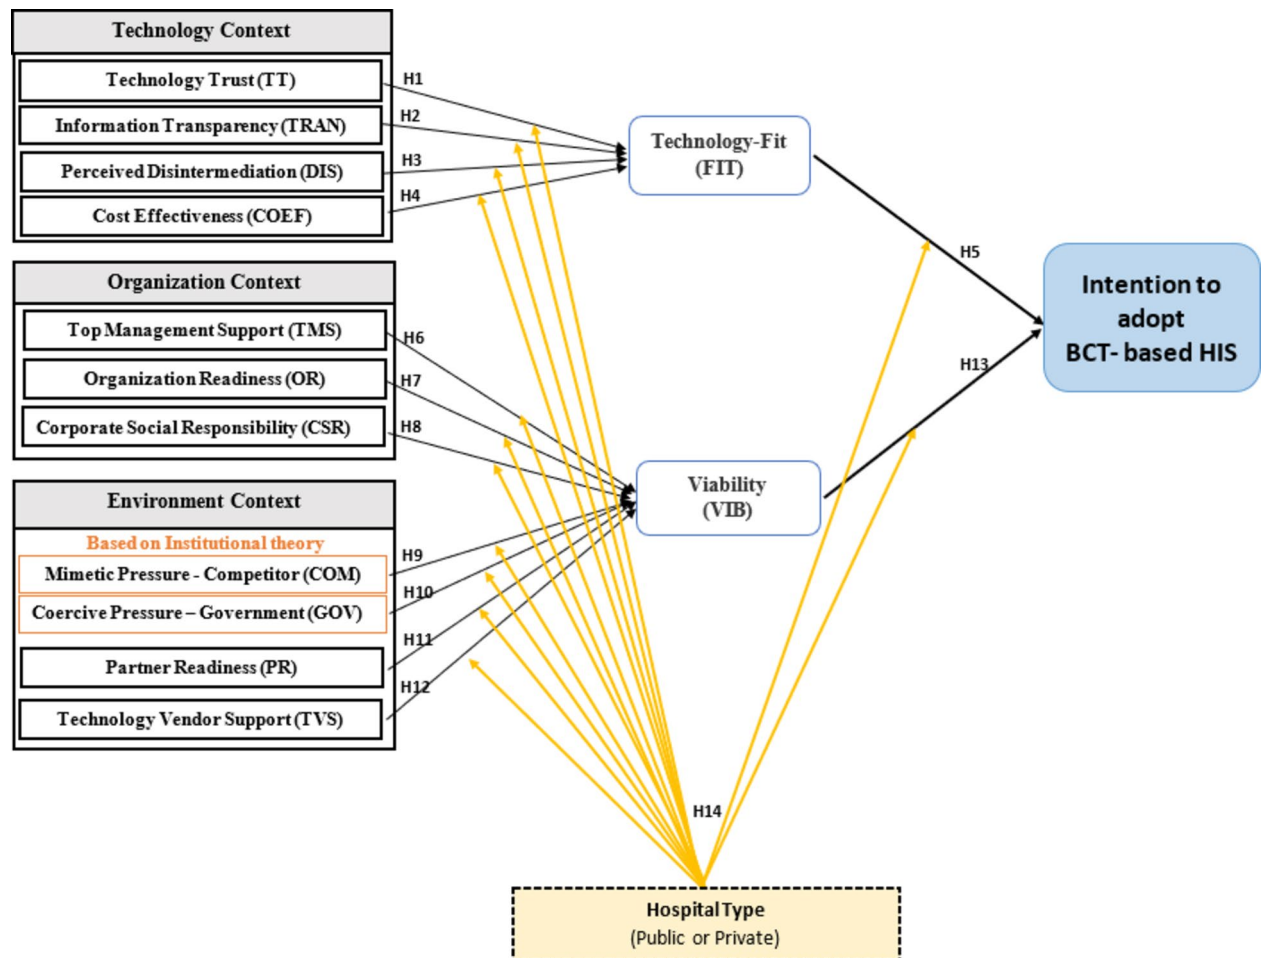 Technology Context
Technology Trust (TT)
Information Transparency (TRAN)
Perceived Disintermediation (DIS)
Cost Effectiveness (COEF)
H1
H2
H3
H4
Technology-Fit
(FIT)
H5
Intention to
adopt
BCT- based HIS
Organization Context
Top Management Support (TMS)
Organization Readiness (OR)
Corporate Social Responsibility (CSR)
H6
H7
H8
H13
Viability
(VIB)
Environment Context
Based on Institutional theory
Mimetic Pressure - Competitor (COM)
Coercive Pressure – Government (GOV)
Partner Readiness (PR)
Technology Vendor Support (TVS)
H9
H10
H11
H12
H14
Hospital Type
(Public or Private)